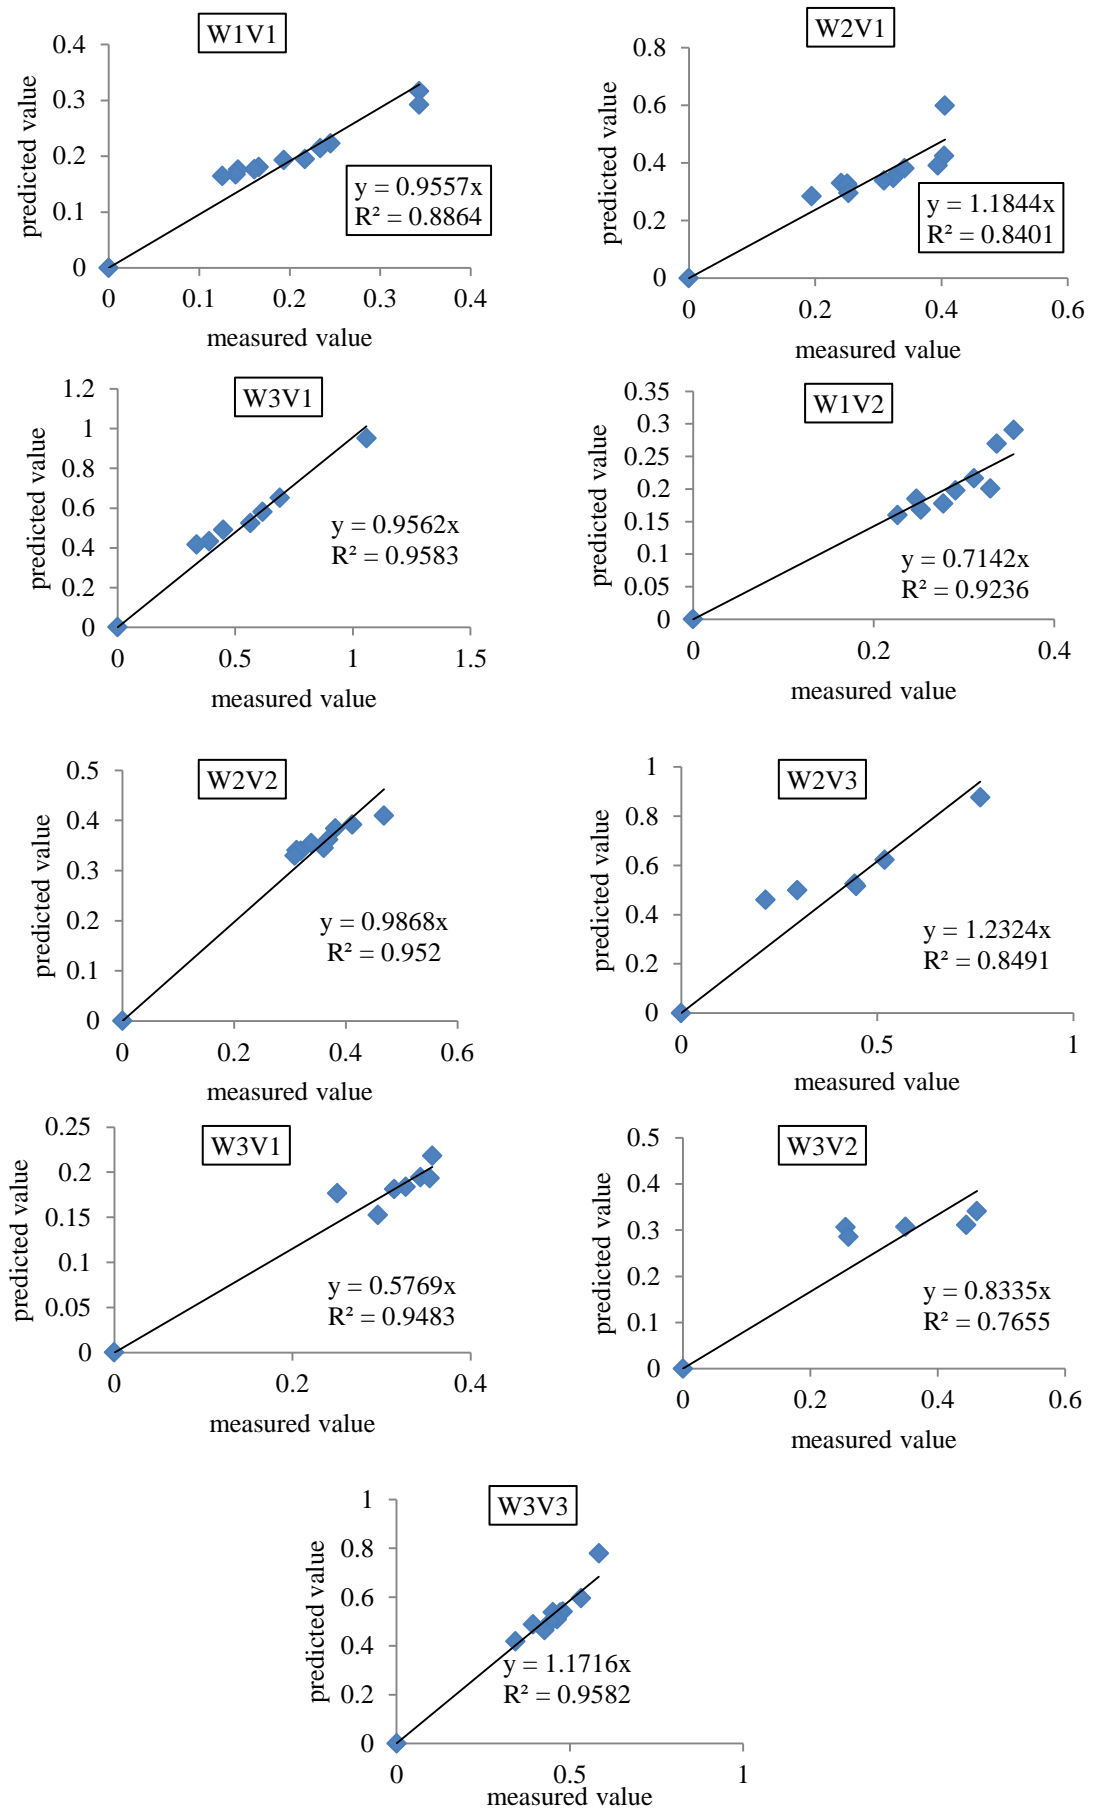 W1V1
0.4
0.3
0.2
0.1
0
predicted value
y = 0.9557x
R² = 0.8864
0 0.1 0.2 0.3 0.4
measured value
W2V1
0.8
0.6
0.4
0.2
0
predicted value
y = 1.1844x
R² = 0.8401
0 0.2 0.4 0.6
measured value
W3V1
1.2
1
0.8
0.6
0.4
0.2
0
predicted value
y = 0.9562x
R² = 0.9583
0 0.5 1 1.5
measured value
W1V2
0.35
0.3
0.25
0.2
0.15
0.1
0.05
0
predicted value
y = 0.7142x
R² = 0.9236
0 0.2 0.4
measured value
W2V2
0.5
0.4
0.3
0.2
0.1
0
predicted value
y = 0.9868x
R² = 0.952
0 0.2 0.4 0.6
measured value
W2V3
1
0.8
0.6
0.4
0.2
0
predicted value
y = 1.2324x
R² = 0.8491
0 0.5 1
measured value
W3V1
0.25
0.2
0.15
0.1
0.05
0
predicted value
y = 0.5769x
R² = 0.9483
0 0.2 0.4
measured value
W3V2
0.5
0.4
0.3
0.2
0.1
0
predicted value
y = 0.8335x
R² = 0.7655
0 0.2 0.4 0.6
measured value
W3V3
1
0.8
0.6
0.4
0.2
0
predicted value
y = 1.1716x
R² = 0.9582
0 0.5 1
measured value